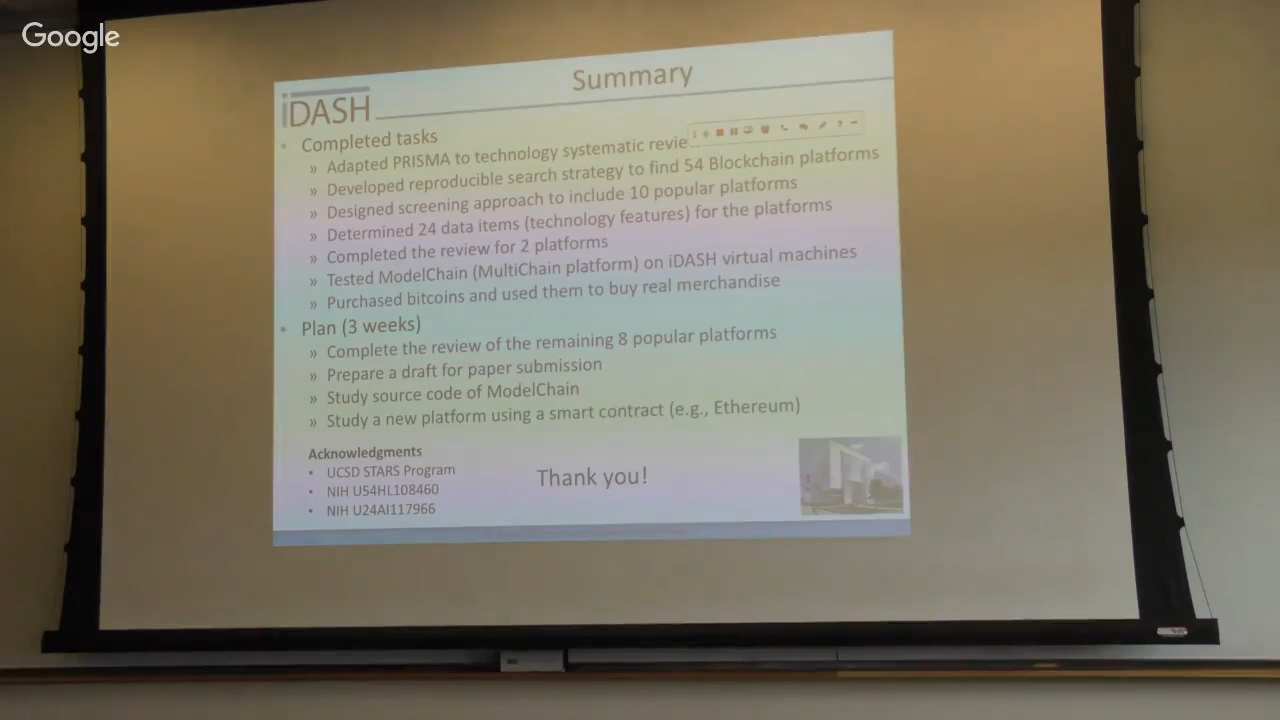 Google
Summary
iDASH
• Completed tasks
» Adapted PRISMA to technology systematic revie
» Developed reproducible search strategy to find 54 Blockchain platforms
» Designed screening approach to include 10 popular platforms
» Determined 24 data items (technology features) for the platforms
» Completed the review for 2 platforms
» Tested ModelChain (MultiChain platform) on iDASH virtual machines
» Purchased bitcoins and used them to buy real merchandise
• Plan (3 weeks)
» Complete the review of the remaining 8 popular platforms
» Prepare a draft for paper submission
» Study source code of ModelChain
» Study a new platform using a smart contract (e.g., Ethereum)
Acknowledgments
• UCSD STARS Program
• NIH U54HL108460
• NIH U24AI117966
Thank you!